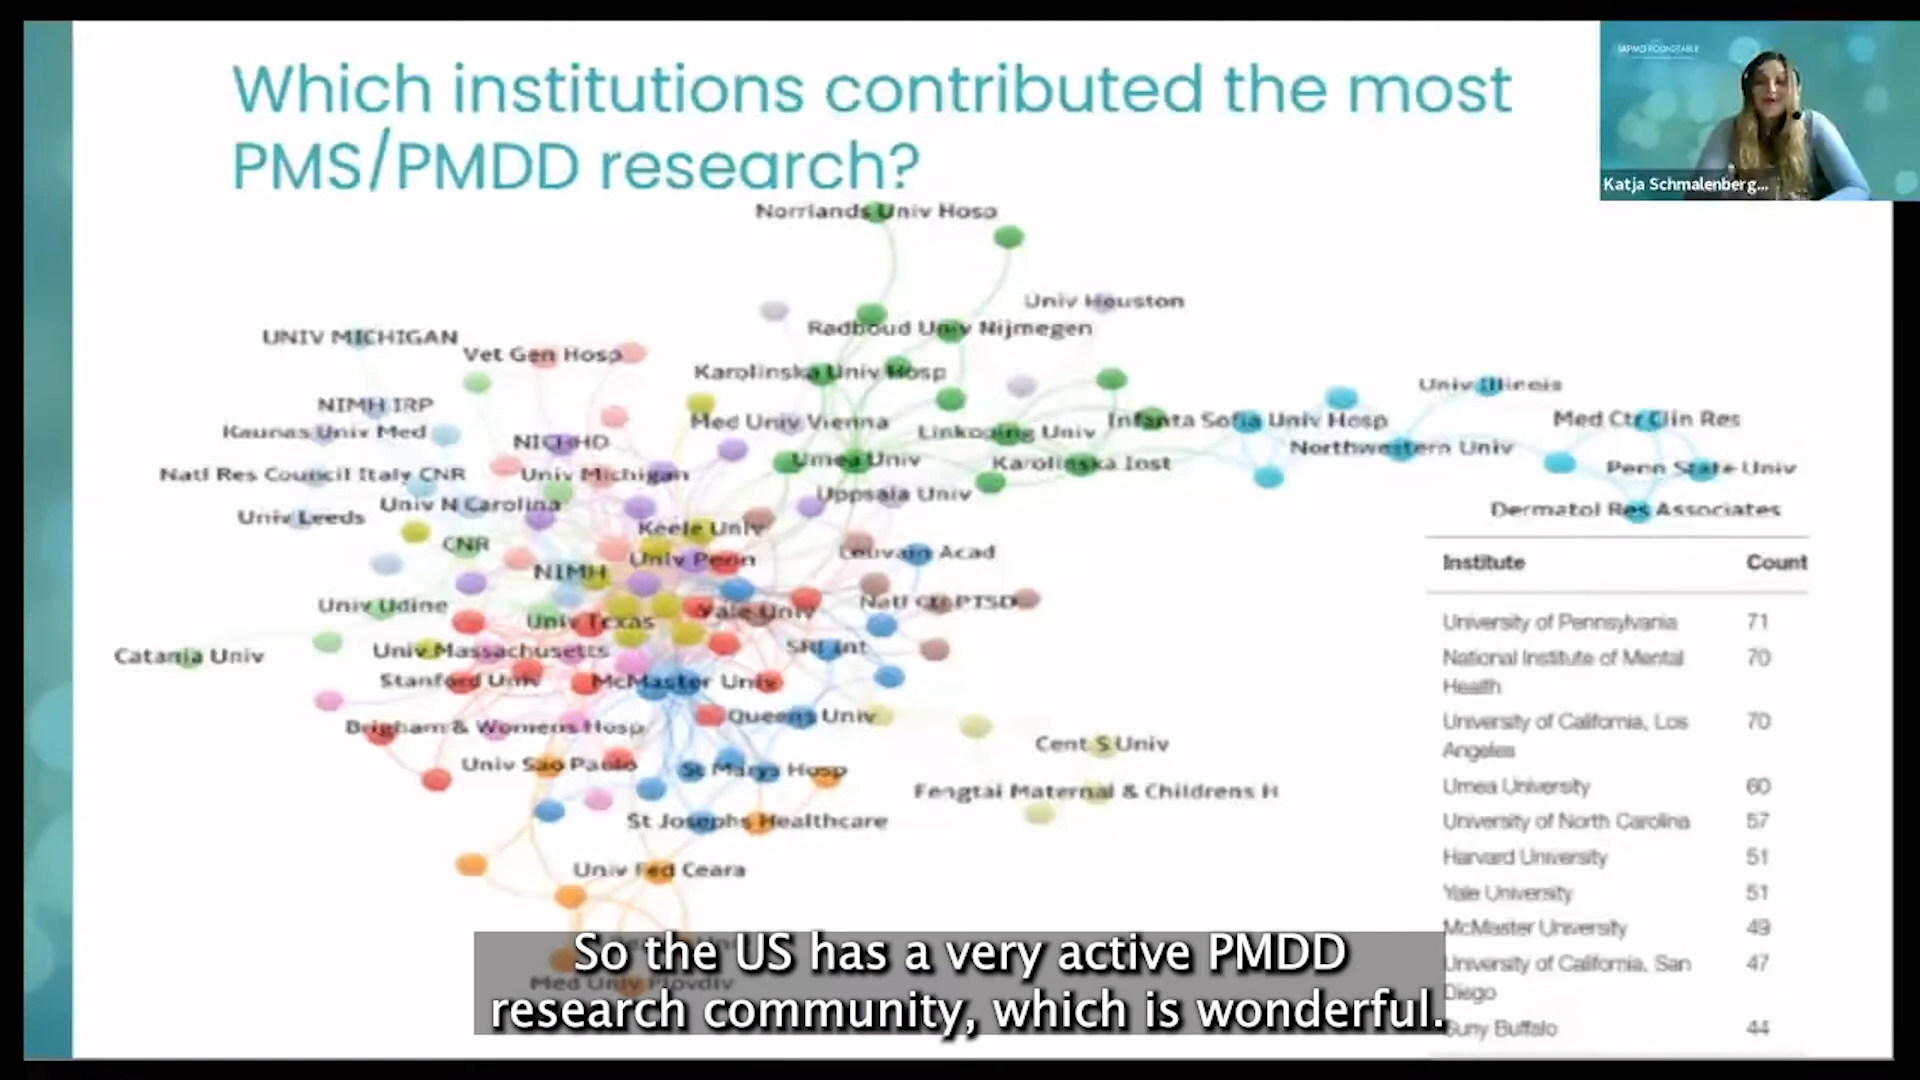 Which institutions contributed the most
PMS/PMDD research?
IAPMD ROUNDTABLE
Katja Schmalenberg...
Norrlands Univ Hosp
Univ Houston
Radboud Univ Nijmegen
UNIV MICHIGAN
Vet Gen Hosp
Karolinska Univ Hosp
Univ Illinois
NIMH IRP
Med Univ Vienna
Infanta Sofia Univ Hosp
Med Ctr Clin Res
Kaunas Univ Med
NICHHD
Linkoping Univ
Northwestern Univ
Natl Res Council Italy CNR
Univ Michigan
Umea Univ
Karolinska Inst
Penn State Univ
Univ N Carolina
Uppsala Univ
Dermatol Res Associates
Univ Leeds
Keele Univ
CNR
Univ Penn
Louvain Acad
NIMH
Univ Udine
Yale Univ
Natl Ctr PTSD
Univ Texas
Catania Univ
Univ Massachusetts
SRI Int
Stanford Univ
McMaster Univ
Brigham & Womens Hosp
Queens Univ
Cent S Univ
Univ Sao Paolo
St Marys Hosp
Fengtai Maternal & Childrens H
St Josephs Healthcare
Univ Fed Ceara
Med Univ Plovdiv
Institute Count
University of Pennsylvania 71
National Institute of Mental 70
Health
University of California, Los 70
Angeles
Umea University 60
University of North Carolina 57
Harvard University 51
Yale University 51
McMaster University 49
University of California, San 47
Diego
Suny Buffalo 44
So the US has a very active PMDD
research community, which is wonderful.